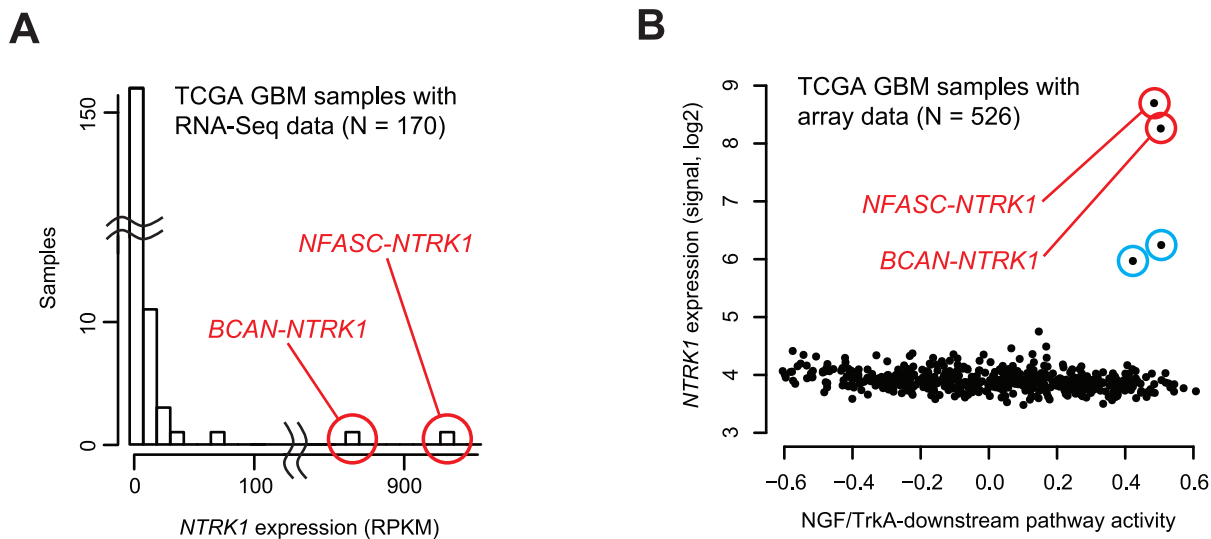 A
TCGA GBM samples with
RNA-Seq data (N = 170)
150
10
0
Samples
NFASC-NTRK1
BCAN-NTRK1
0 100 900
NTRK1 expression (RPKM)
B
TCGA GBM samples with
array data (N = 526)
9
8
7
6
5
4
3
NTRK1 expression (signal, log2)
NFASC-NTRK1
BCAN-NTRK1
−0.6 −0.4 −0.2 0.0 0.2 0.4 0.6
NGF/TrkA-downstream pathway activity